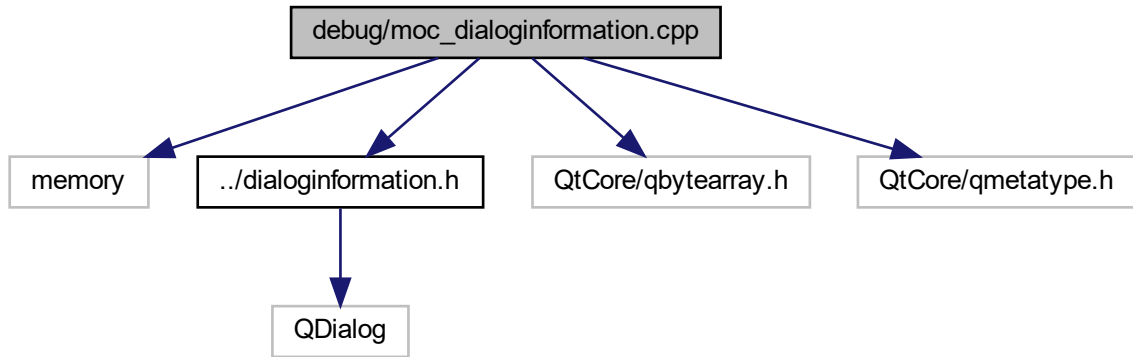 debug/moc_dialoginformation.cpp
memory
../dialoginformation.h
QtCore/qbytearray.h
QtCore/qmetatype.h
QDialog